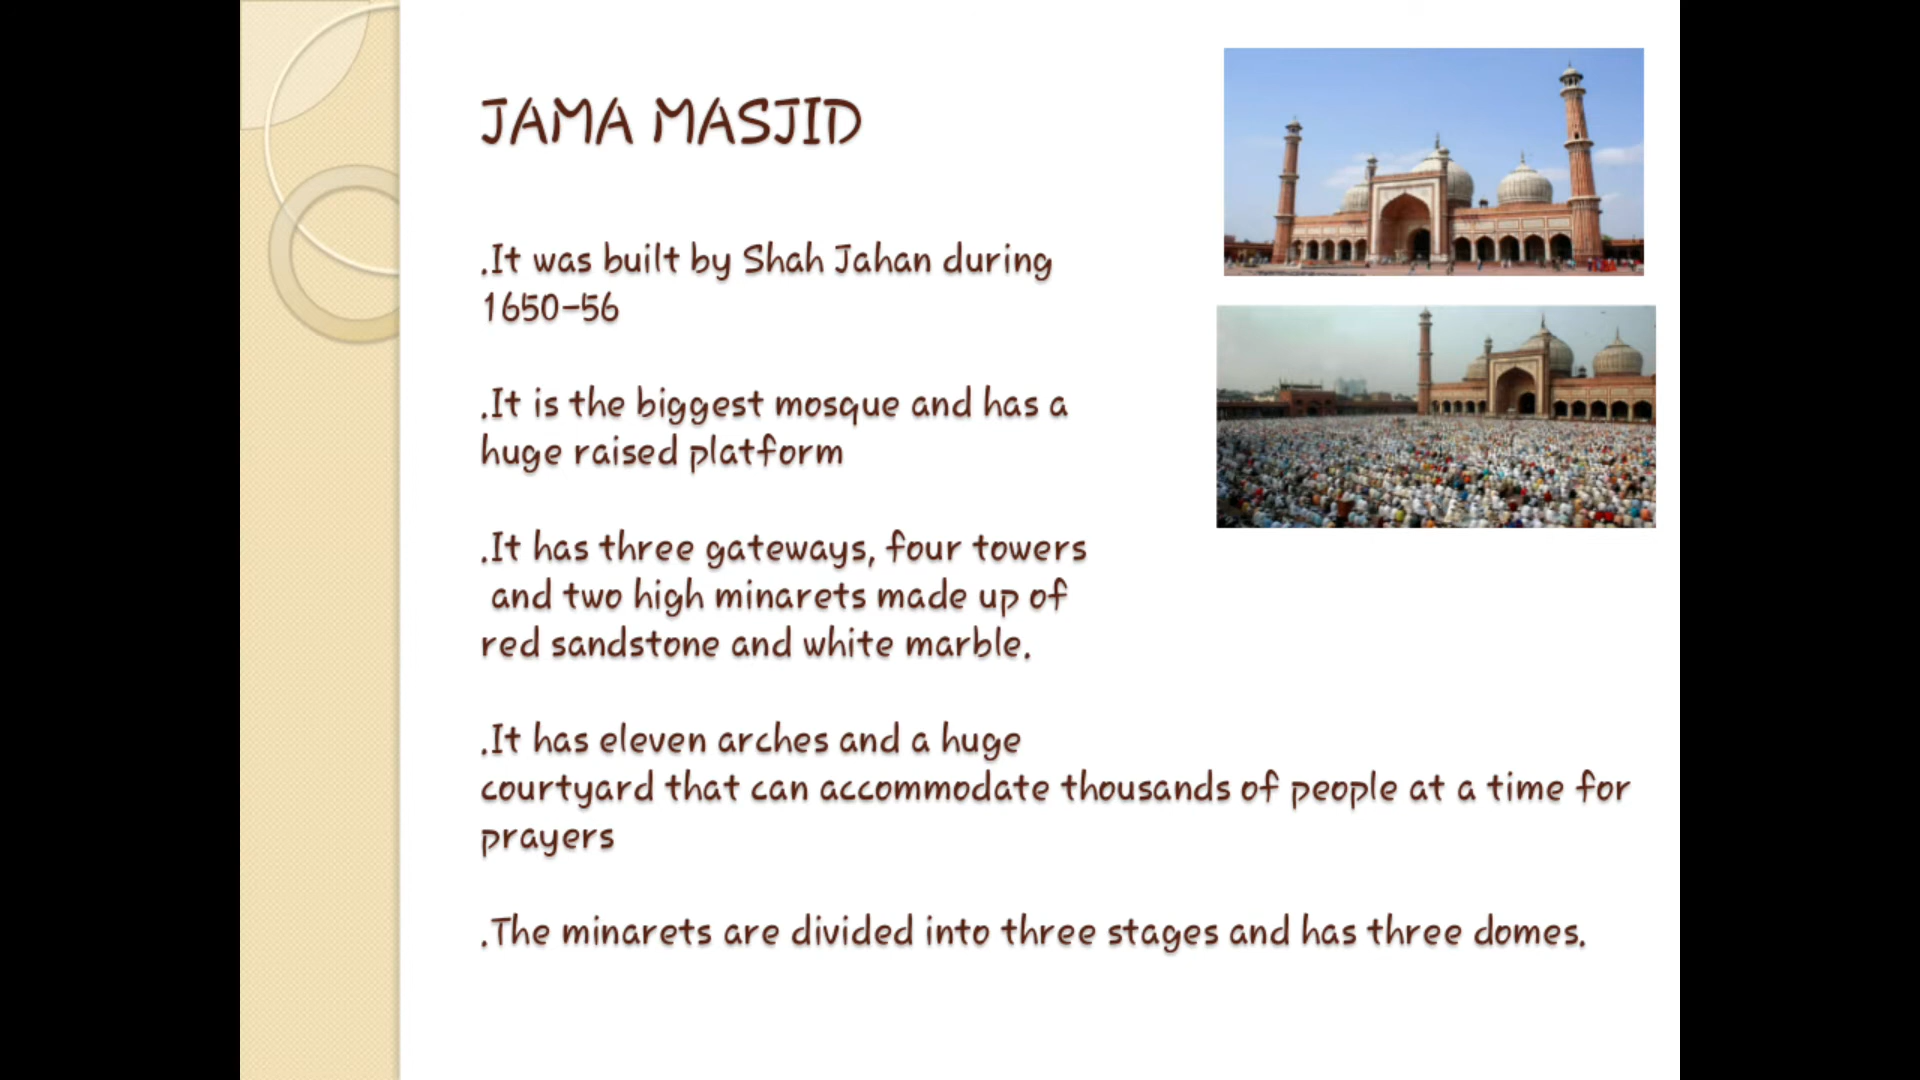 JAMA MASJID
.It was built by Shah Jahan during
1650-56
.It is the biggest mosque and has a
huge raised platform
.It has three gateways, four towers
and two high minarets made up of
red sandstone and white marble.
.It has eleven arches and a huge
courtyard that can accommodate thousands of people at a time for
prayers
.The minarets are divided into three stages and has three domes.